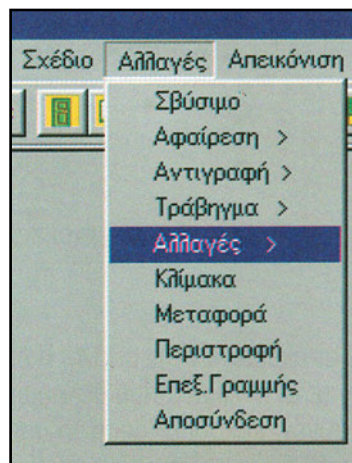 Σχέδιο Αλλαγές Απεικόνιση
Σβύσιμο
Αφαίρεση >
Αντιγραφή >
Τράβηγμα >
Αλλαγές >
Κλίμακα
Μεταφορά
Περιστροφή
Επεξ.Γραμμής
Αποσύνδεση